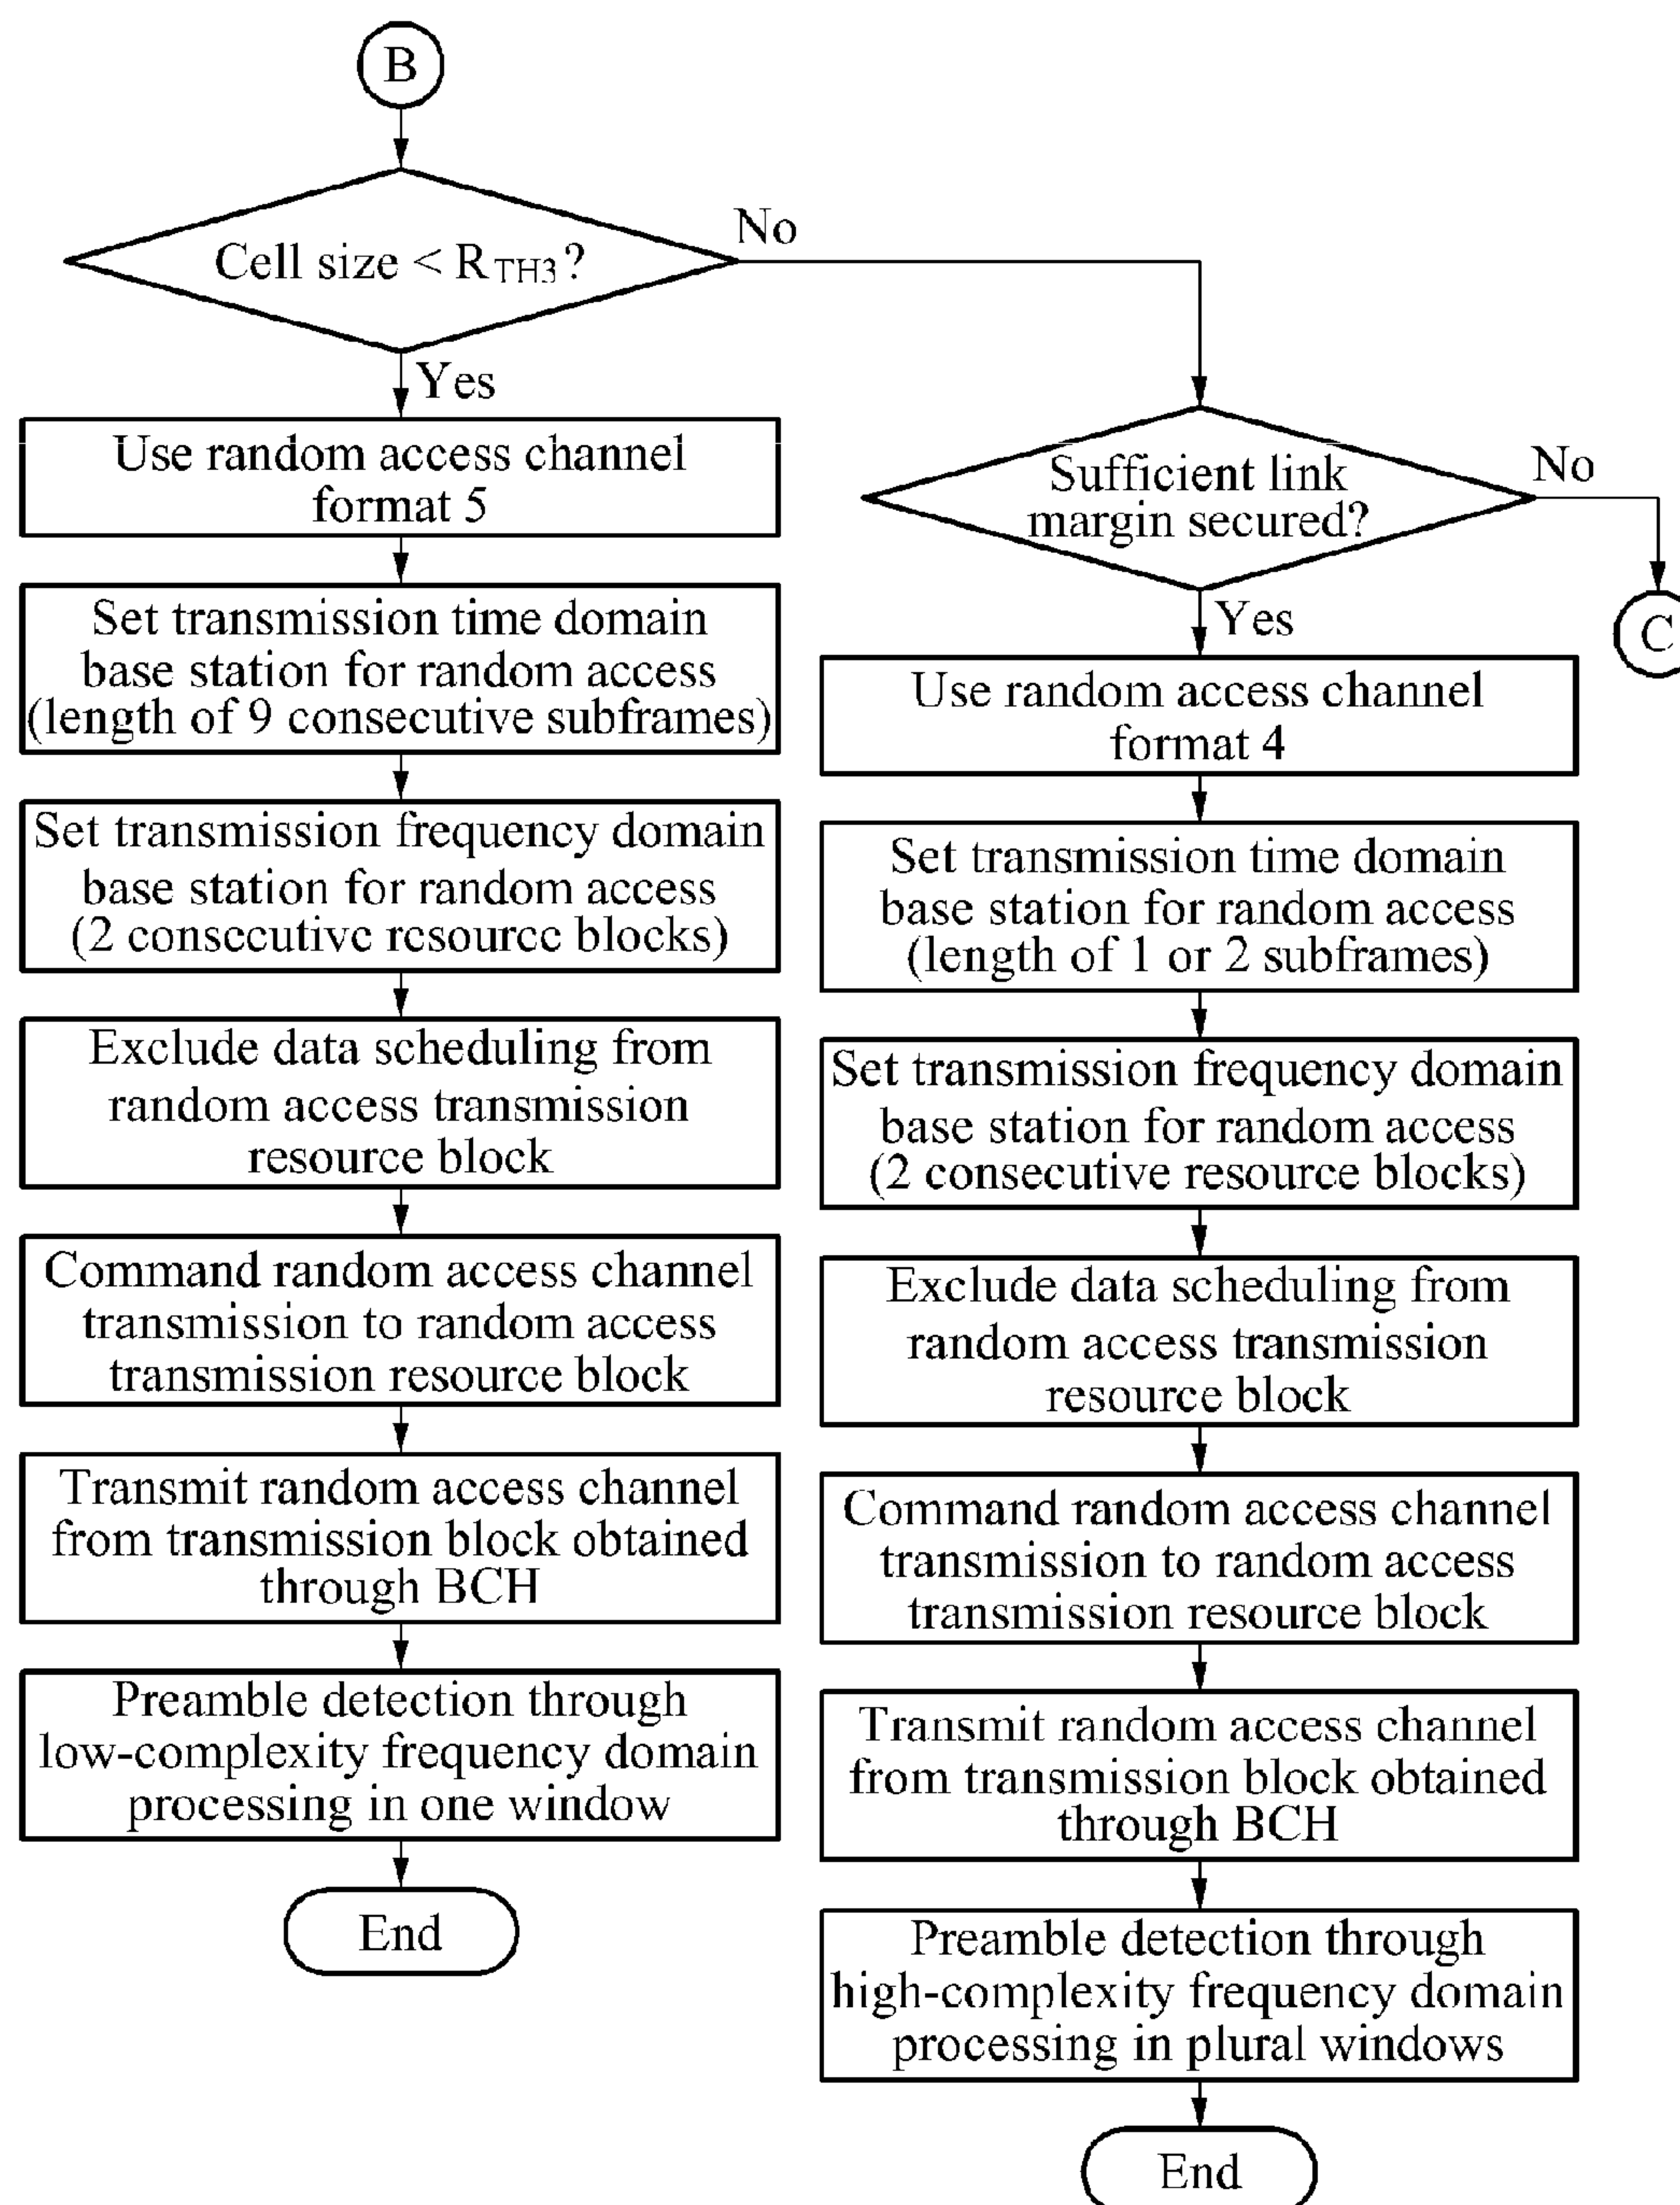 B
Cell size < RTH3?
No
Yes
Use random access channel
format 5
Set transmission time domain
base station for random access
(length of 9 consecutive subframes)
Set transmission frequency domain
base station for random access
(2 consecutive resource blocks)
Exclude data scheduling from
random access transmission
resource block
Command random access channel
transmission to random access
transmission resource block
Transmit random access channel
from transmission block obtained
through BCH
Preamble detection through
low-complexity frequency domain
processing in one window
End
Sufficient link
margin secured?
No
C
Yes
Use random access channel
format 4
Set transmission time domain
base station for random access
(length of 1 or 2 subframes)
Set transmission frequency domain
base station for random access
(2 consecutive resource blocks)
Exclude data scheduling from
random access transmission
resource block
Command random access channel
transmission to random access
transmission resource block
Transmit random access channel
from transmission block obtained
through BCH
Preamble detection through
high-complexity frequency domain
processing in plural windows
End